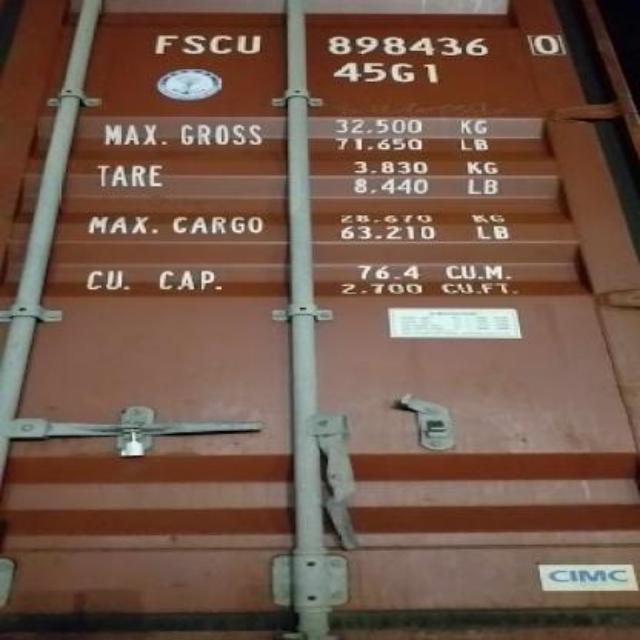 FSCU 898436 0
45G1
MAX. GROSS 32.500 KG
71.650 LB
TARE 3.830 KG
8.440 LB
MAX. CARGO 28.670 KG
63.210 LB
CU. CAP. 76.4 CU.M.
2.700 CU.FT.
CIMC